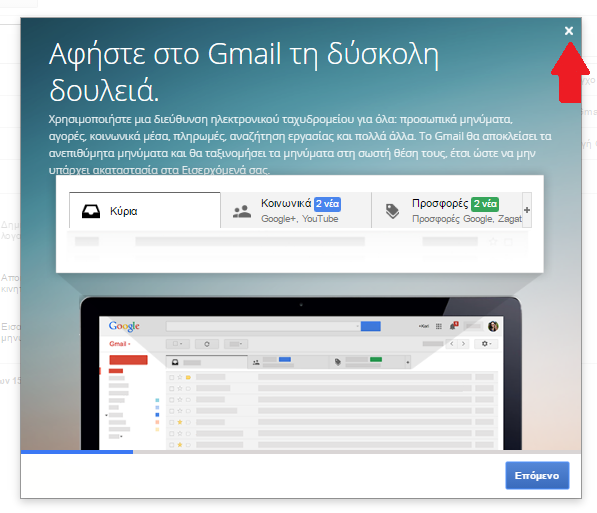 Αφήστε στο Gmail τη δύσκολη
δουλειά.
Χρησιμοποιήστε μια διεύθυνση ηλεκτρονικού ταχυδρομείου για όλα: προσωπικά μηνύματα,
αγορές, κοινωνικά μέσα, πληρωμές, αναζήτηση εργασίας και πολλά άλλα. Το Gmail θα αποκλείσει τα
ανεπιθύμητα μηνύματα και θα ταξινομήσει τα μηνύματα στη σωστή θέση τους, έτσι ώστε να μην
υπάρχει ακαταστασία στα Εισερχόμενά σας.
Κύρια
Κοινωνικά 2 νέα
Google+, YouTube
Προσφορές 2 νέα
Προσφορές Google, Zagat
Google
+Kari
Gmail
Επόμενο